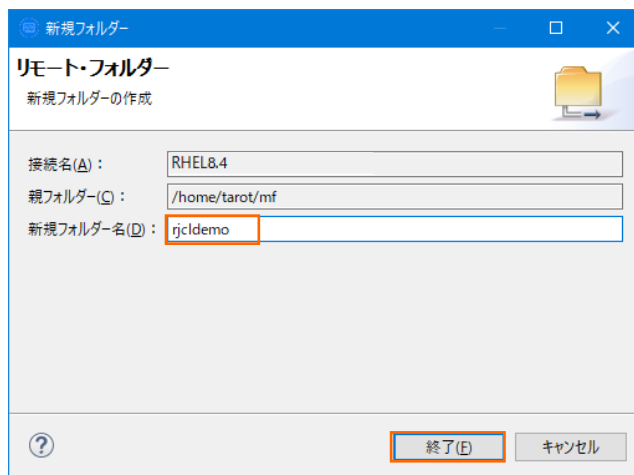 新規フォルダー
リモート・フォルダー
新規フォルダーの作成
接続名(A)： RHEL8.4
親フォルダー(C)： /home/tarot/mf
新規フォルダー名(D)： rjcldemo
終了(F) キャンセル